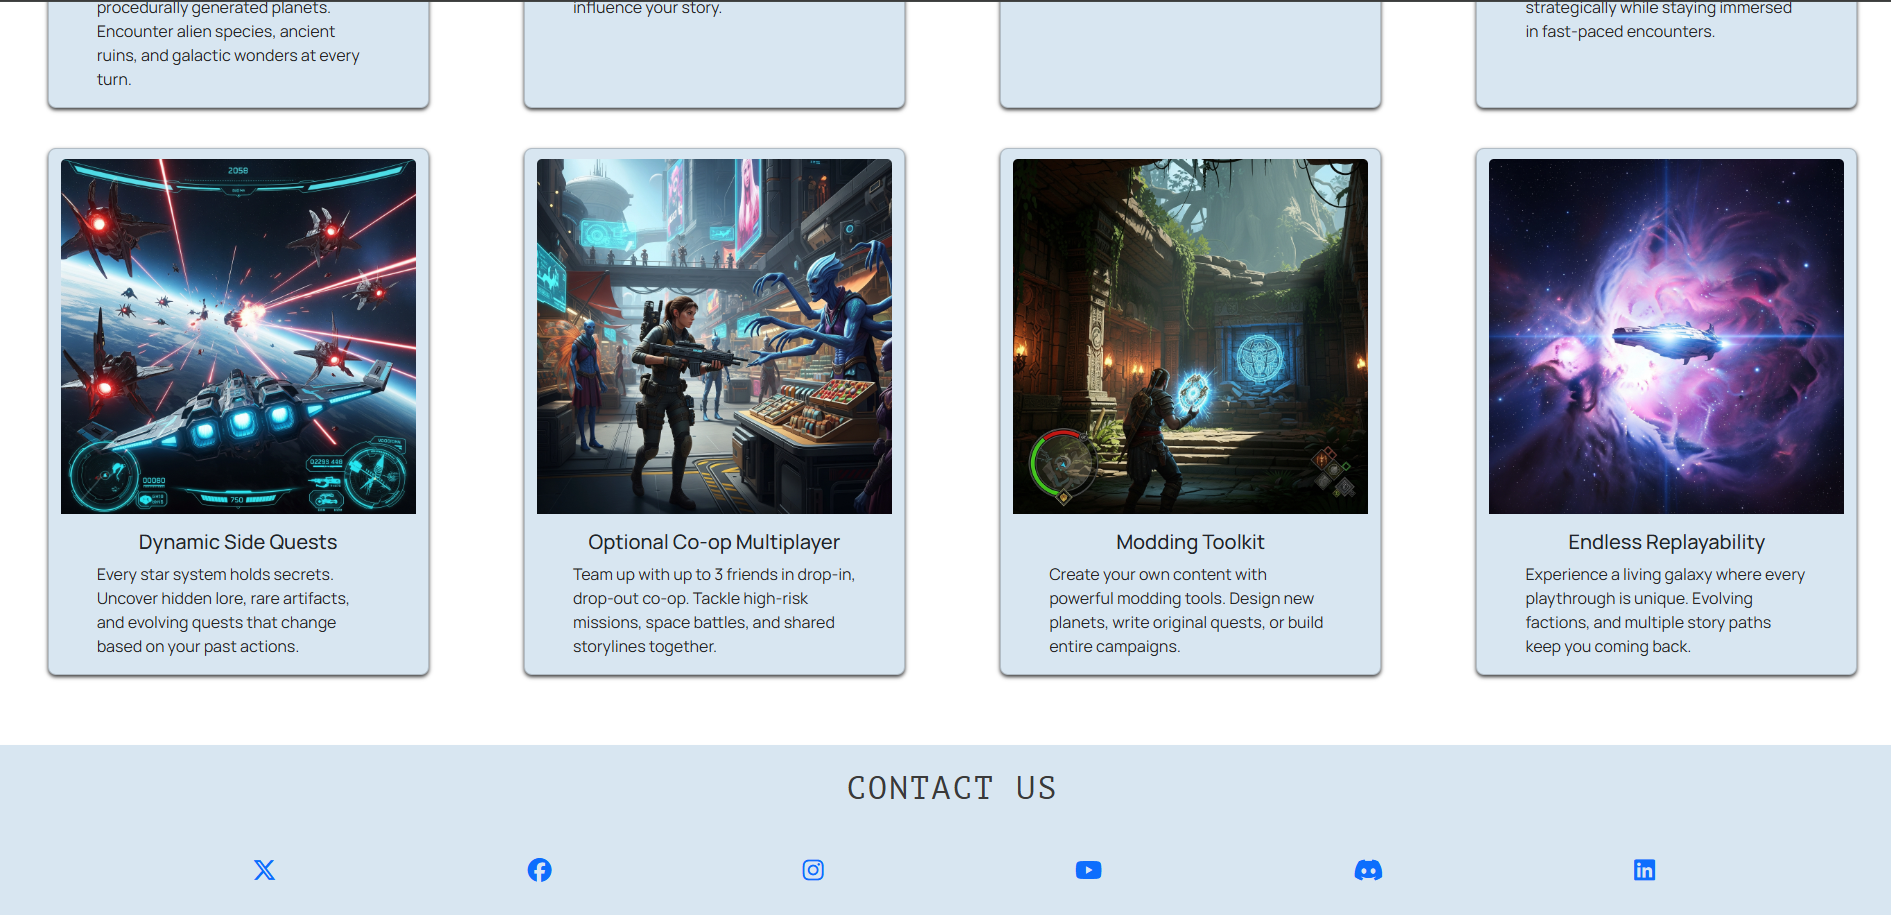 procedurally generated planets.
Encounter alien species, ancient
ruins, and galactic wonders at every
turn.
influence your story.
strategically while staying immersed
in fast-paced encounters.
2058
00080
750
Dynamic Side Quests
Every star system holds secrets.
Uncover hidden lore, rare artifacts,
and evolving quests that change
based on your past actions.
Optional Co-op Multiplayer
Team up with up to 3 friends in drop-in,
drop-out co-op. Tackle high-risk
missions, space battles, and shared
storylines together.
Modding Toolkit
Create your own content with
powerful modding tools. Design new
planets, write original quests, or build
entire campaigns.
Endless Replayability
Experience a living galaxy where every
playthrough is unique. Evolving
factions, and multiple story paths
keep you coming back.
CONTACT US